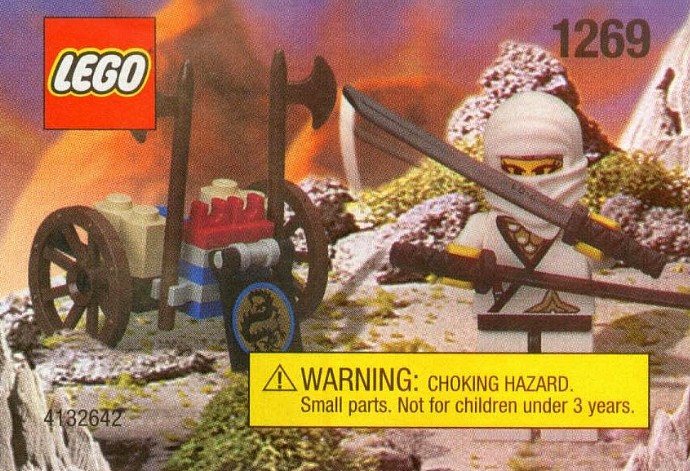 LEGO
1269
WARNING: CHOKING HAZARD.
Small parts. Not for children under 3 years.
4132642